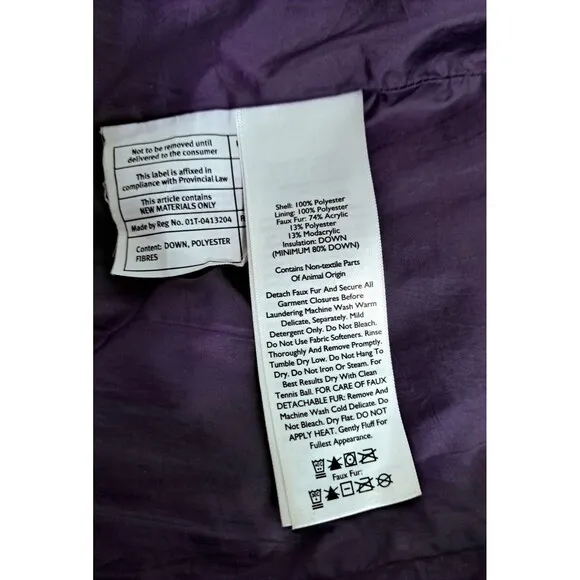 Not to be removed until
delivered to the consumer
This label is affixed in
compliance with Provincial Law
This article contains
NEW MATERIALS ONLY
Made by Reg No. 01T-0413204
Content: DOWN, POLYESTER
FIBRES
Shell: 100% Polyester
Lining: 100% Polyester
Faux Fur: 74% Acrylic
13% Polyester
13% Modacrylic
Insulation: DOWN
(MINIMUM 80% DOWN)
Contains Non-textile Parts
Of Animal Origin
Detach Faux Fur And Secure All
Garment Closures Before
Laundering Machine Wash Warm
Delicate, Separately. Mild
Detergent Only. Do Not Bleach.
Do Not Use Fabric Softeners. Rinse
Thoroughly And Remove Promptly.
Tumble Dry Low. Do Not Hang To
Dry. Do Not Iron Or Steam. For
Best Results Dry With Clean
Tennis Ball. FOR CARE OF FAUX
DETACHABLE FUR: Remove And
Machine Wash Cold Delicate. Do
Not Bleach. Dry Flat. DO NOT
APPLY HEAT. Gently Fluff For
Fullest Appearance.
Faux Fur: